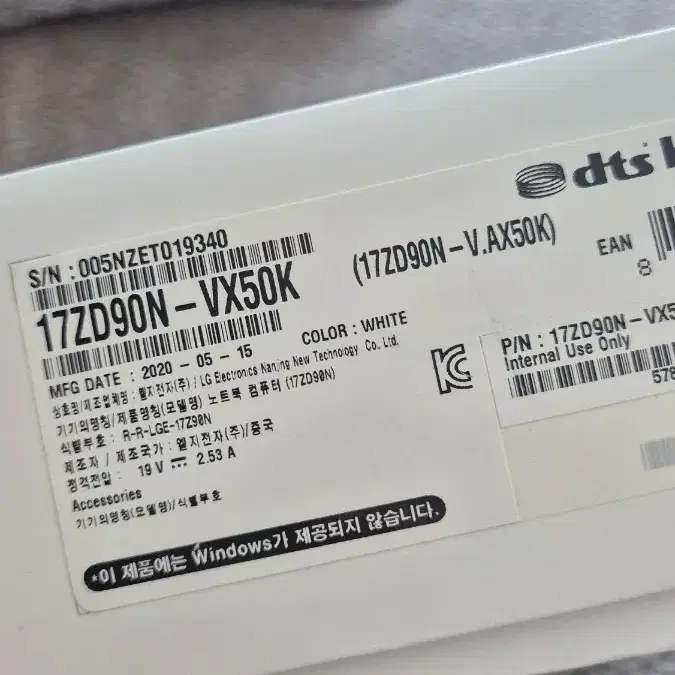 dts
S/N : 005NZET019340
17ZD90N-VX50K
(17ZD90N-V.AX50K)
EAN
8
COLOR : WHITE
MFG DATE : 2020 - 05 - 15
상호명/제조업체명 : 엘지전자(주) / LG Electronics Nanjing New Technology Co., Ltd.
기기의명칭/제품명칭(모델명) 노트북 컴퓨터 (17ZD90N)
식별부호 : R-R-LGE-17Z90N
제조자 / 제조국가 : 엘지전자(주)/중국
정격전압 : 19 V ⎓ 2.53 A
Accessories
기기의명칭(모델명)/식별부호
*이 제품에는 Windows가 제공되지 않습니다.
P/N : 17ZD90N-VX5
Internal Use Only
578